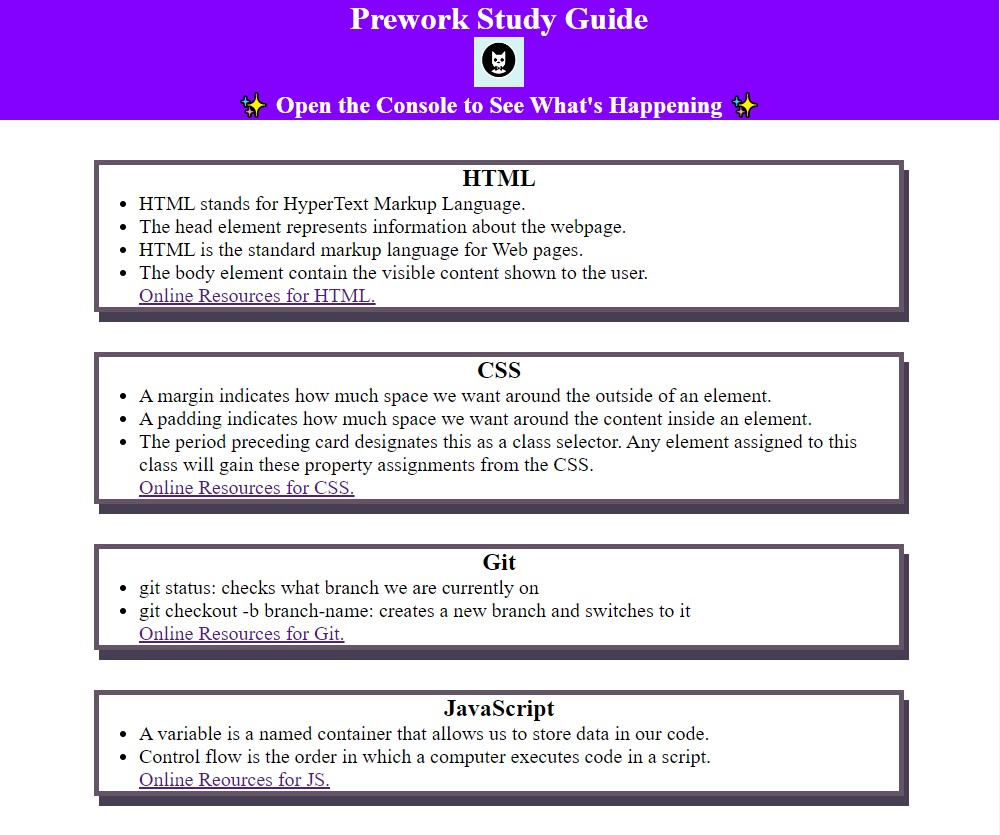 Prework Study Guide
✨ Open the Console to See What's Happening ✨
HTML
• HTML stands for HyperText Markup Language.
• The head element represents information about the webpage.
• HTML is the standard markup language for Web pages.
• The body element contain the visible content shown to the user.
Online Resources for HTML.
CSS
• A margin indicates how much space we want around the outside of an element.
• A padding indicates how much space we want around the content inside an element.
• The period preceding card designates this as a class selector. Any element assigned to this
class will gain these property assignments from the CSS.
Online Resources for CSS.
Git
• git status: checks what branch we are currently on
• git checkout -b branch-name: creates a new branch and switches to it
Online Resources for Git.
JavaScript
• A variable is a named container that allows us to store data in our code.
• Control flow is the order in which a computer executes code in a script.
Online Reources for JS.